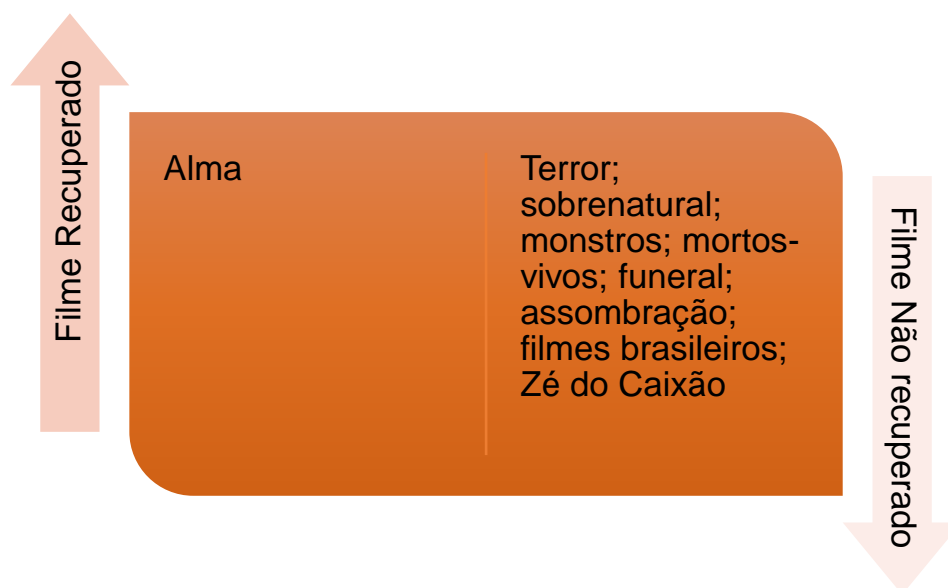 Filme Recuperado
Alma
Terror;
sobrenatural;
monstros; mortos-
vivos; funeral;
assombração;
filmes brasileiros;
Zé do Caixão
Filme Não recuperado